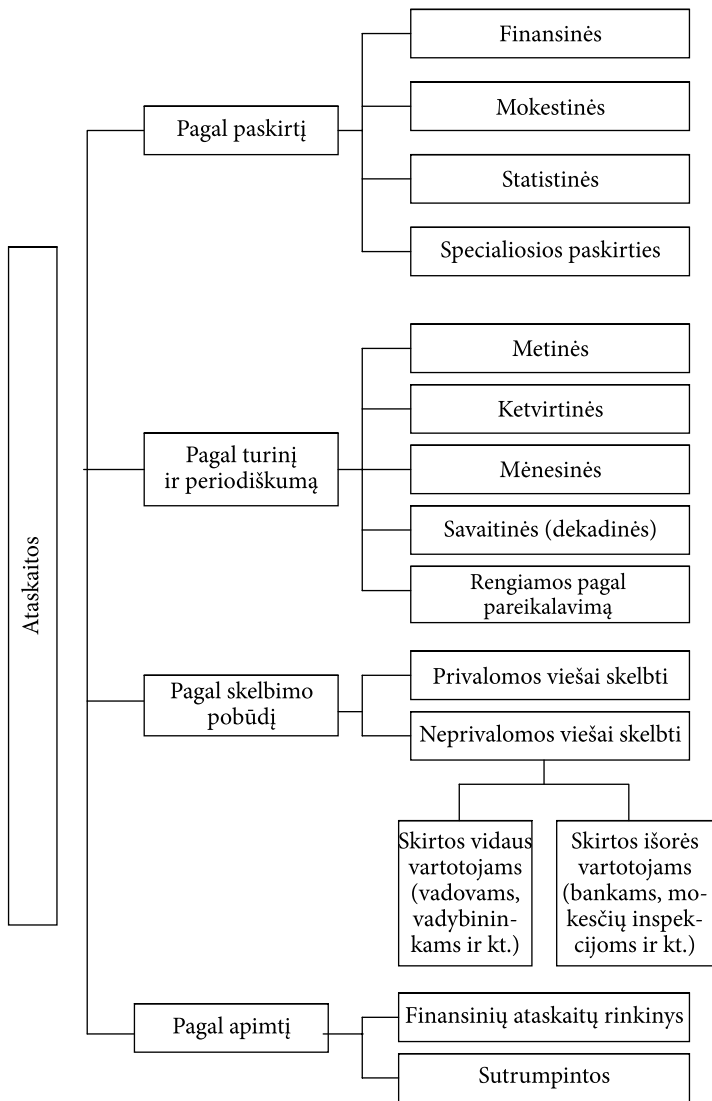 Ataskaitos
Pagal paskirtį
Finansinės
Mokestinės
Statistinės
Specialiosios paskirties
Pagal turinį
ir periodiškumą
Metinės
Ketvirtinės
Mėnesinės
Savaitinės (dekadinės)
Rengiamos pagal
pareikalavimą
Pagal skelbimo
pobūdį
Privalomos viešai skelbti
Neprivalomos viešai skelbti
Skirtos vidaus
vartotojams
(vadovams,
vadybinin-
kams ir kt.)
Skirtos išorės
vartotojams
(bankams, mo-
kesčių inspek-
cijoms ir kt.)
Pagal apimtį
Finansinių ataskaitų rinkinys
Sutrumpintos